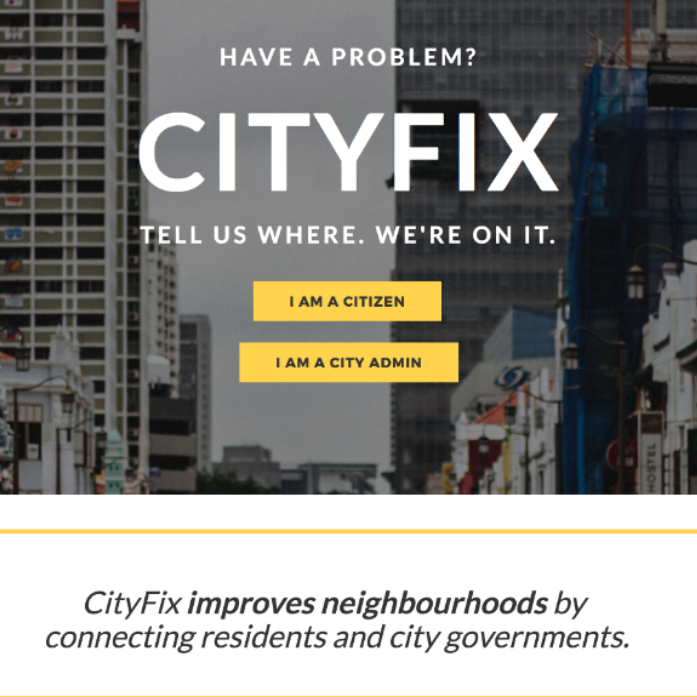 HAVE A PROBLEM?
CITYFIX
TELL US WHERE. WE'RE ON IT.
I AM A CITIZEN
I AM A CITY ADMIN
HOSTEL
CityFix improves neighbourhoods by
connecting residents and city governments.